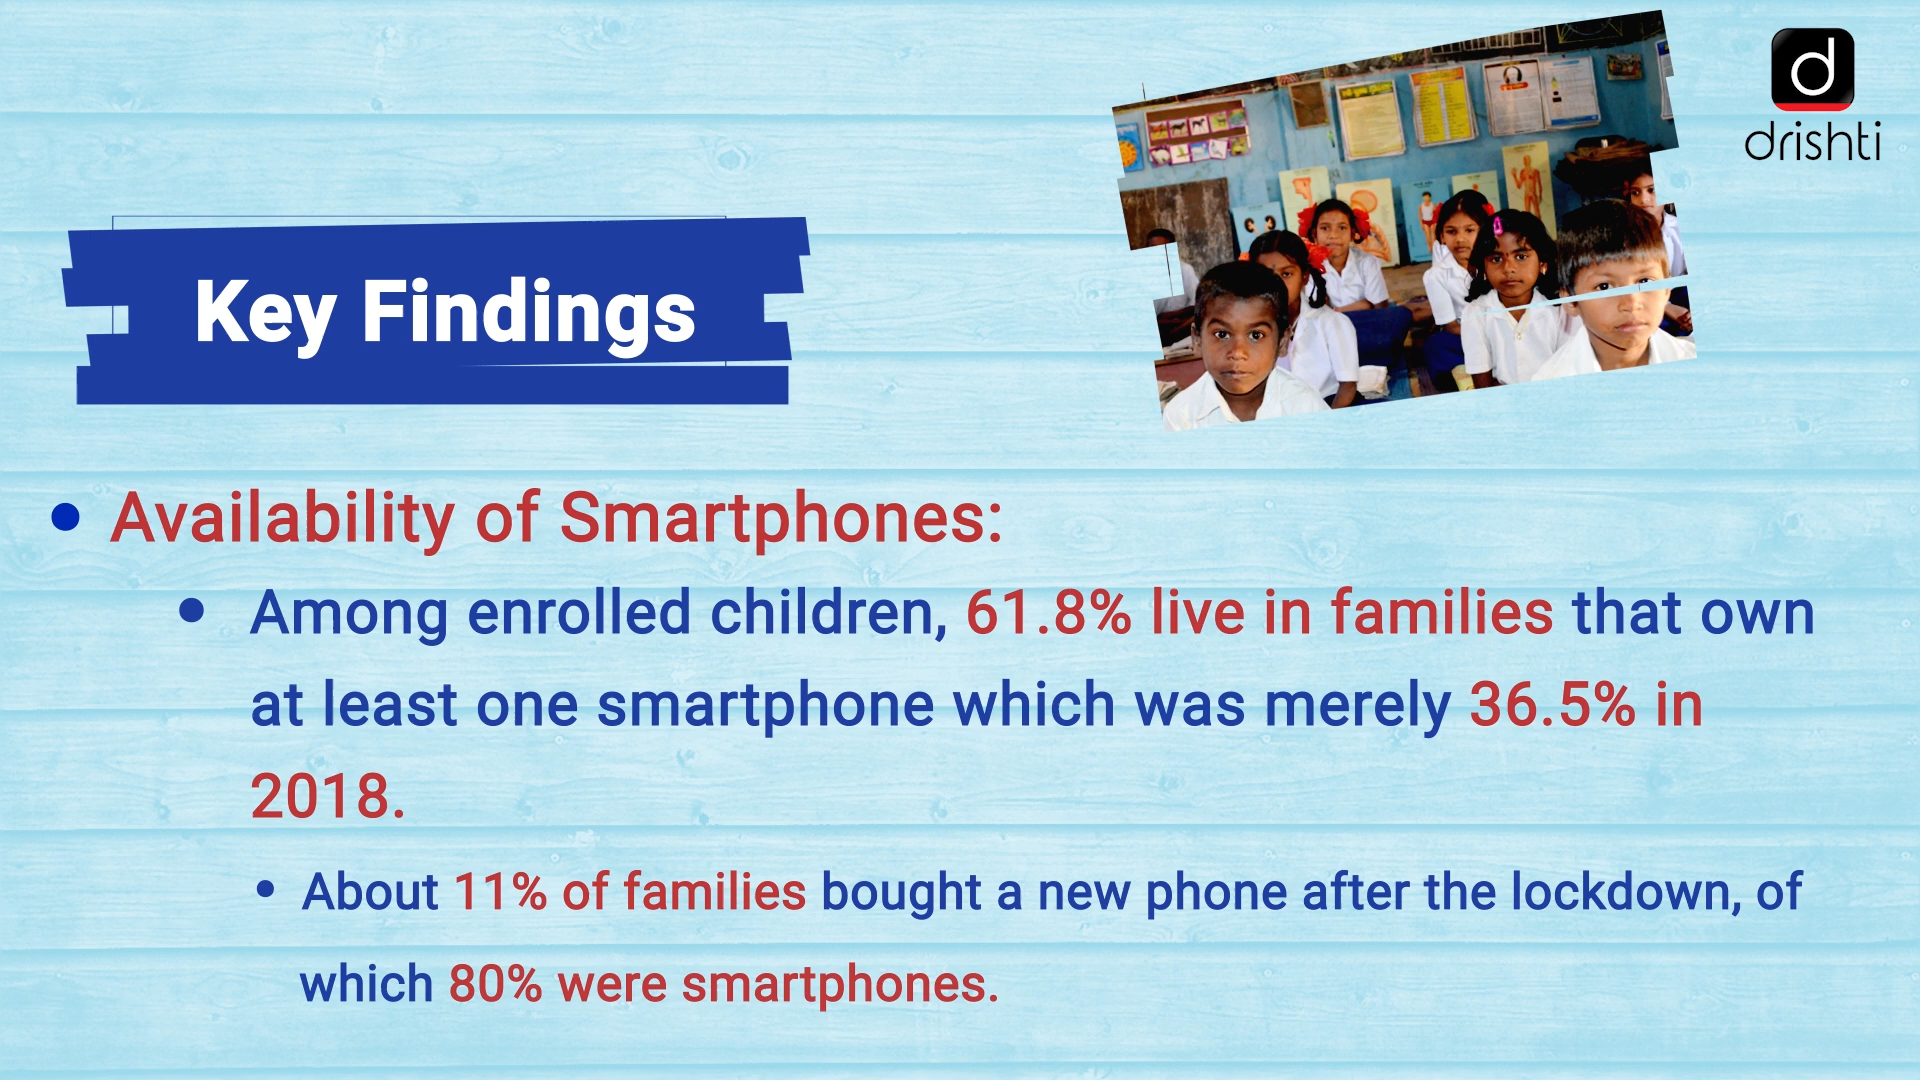 d
drishti
Key Findings
• Availability of Smartphones:
• Among enrolled children, 61.8% live in families that own
at least one smartphone which was merely 36.5% in
2018.
• About 11% of families bought a new phone after the lockdown, of
which 80% were smartphones.